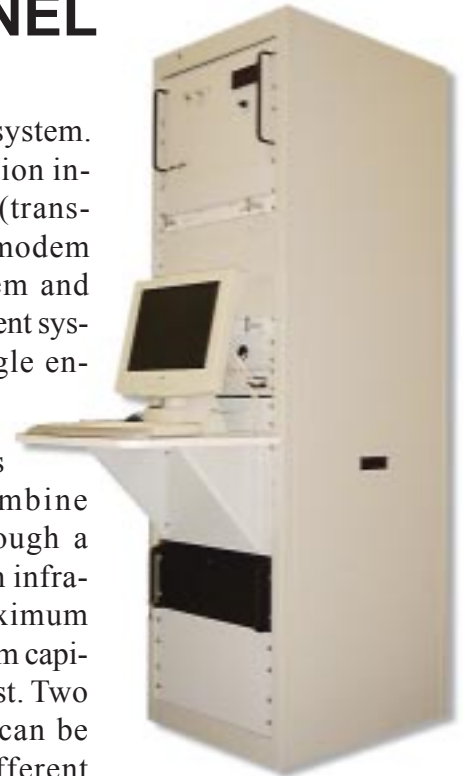 NEL
system.
ion in-
(trans-
modem
em and
ent sys-
gle en-
s
mbine
ough a
n infra-
ximum
m capi-
st. Two
can be
fferent